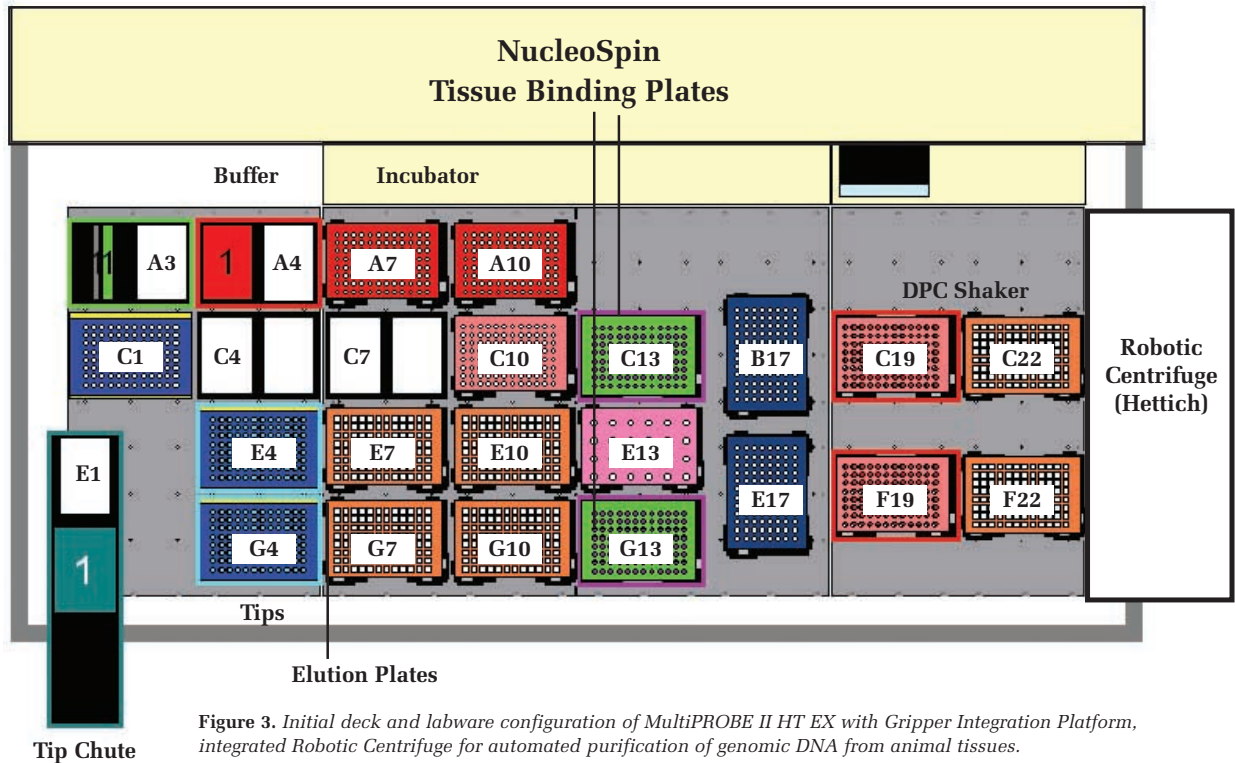 NucleoSpin
Tissue Binding Plates
Buffer
Incubator
11 A3
1 A4
A7
A10
DPC Shaker
C1
C4
C7
C10
C13
B17
C19
C22
Robotic
Centrifuge
(Hettich)
E1
E4
E7
E10
E13
E17
F19
F22
1
G4
G7
G10
G13
Tips
Elution Plates
Tip Chute
Figure 3. Initial deck and labware configuration of MultiPROBE II HT EX with Gripper Integration Platform,
integrated Robotic Centrifuge for automated purification of genomic DNA from animal tissues.